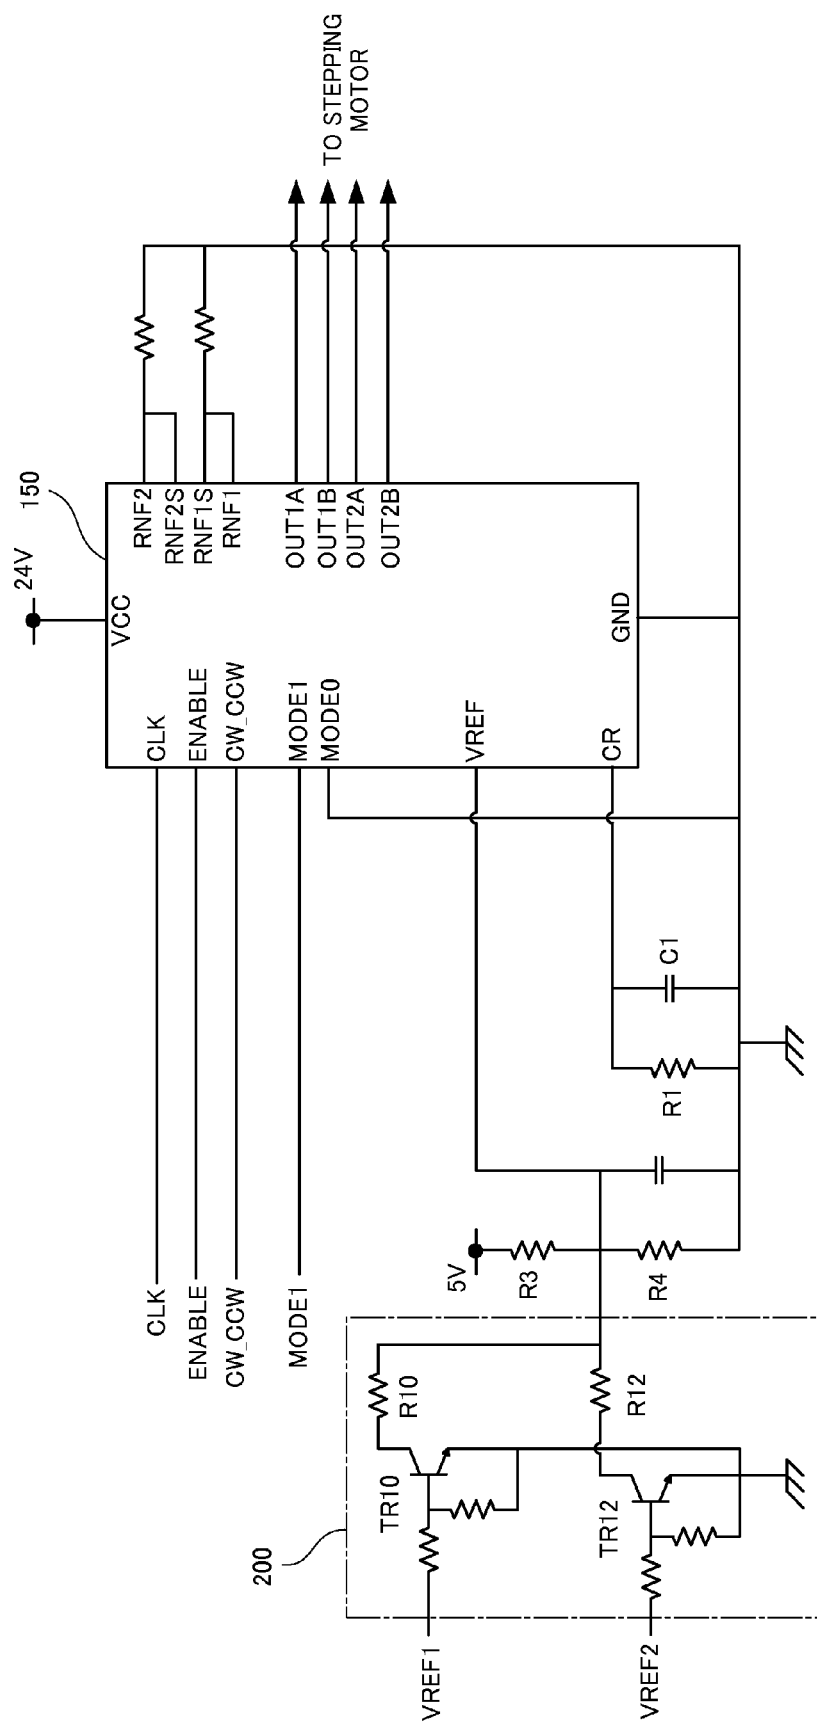 24V
150
VCC
CLK
ENABLE
CW_CCW
MODE1
MODE0
VREF
CR
GND
RNF2
RNF2S
RNF1S
RNF1
OUT1A
OUT1B
OUT2A
OUT2B
TO STEPPING
MOTOR
CLK
ENABLE
CW_CCW
MODE1
5V
R3
R4
R1
C1
200
R10
TR10
R12
TR12
VREF1
VREF2